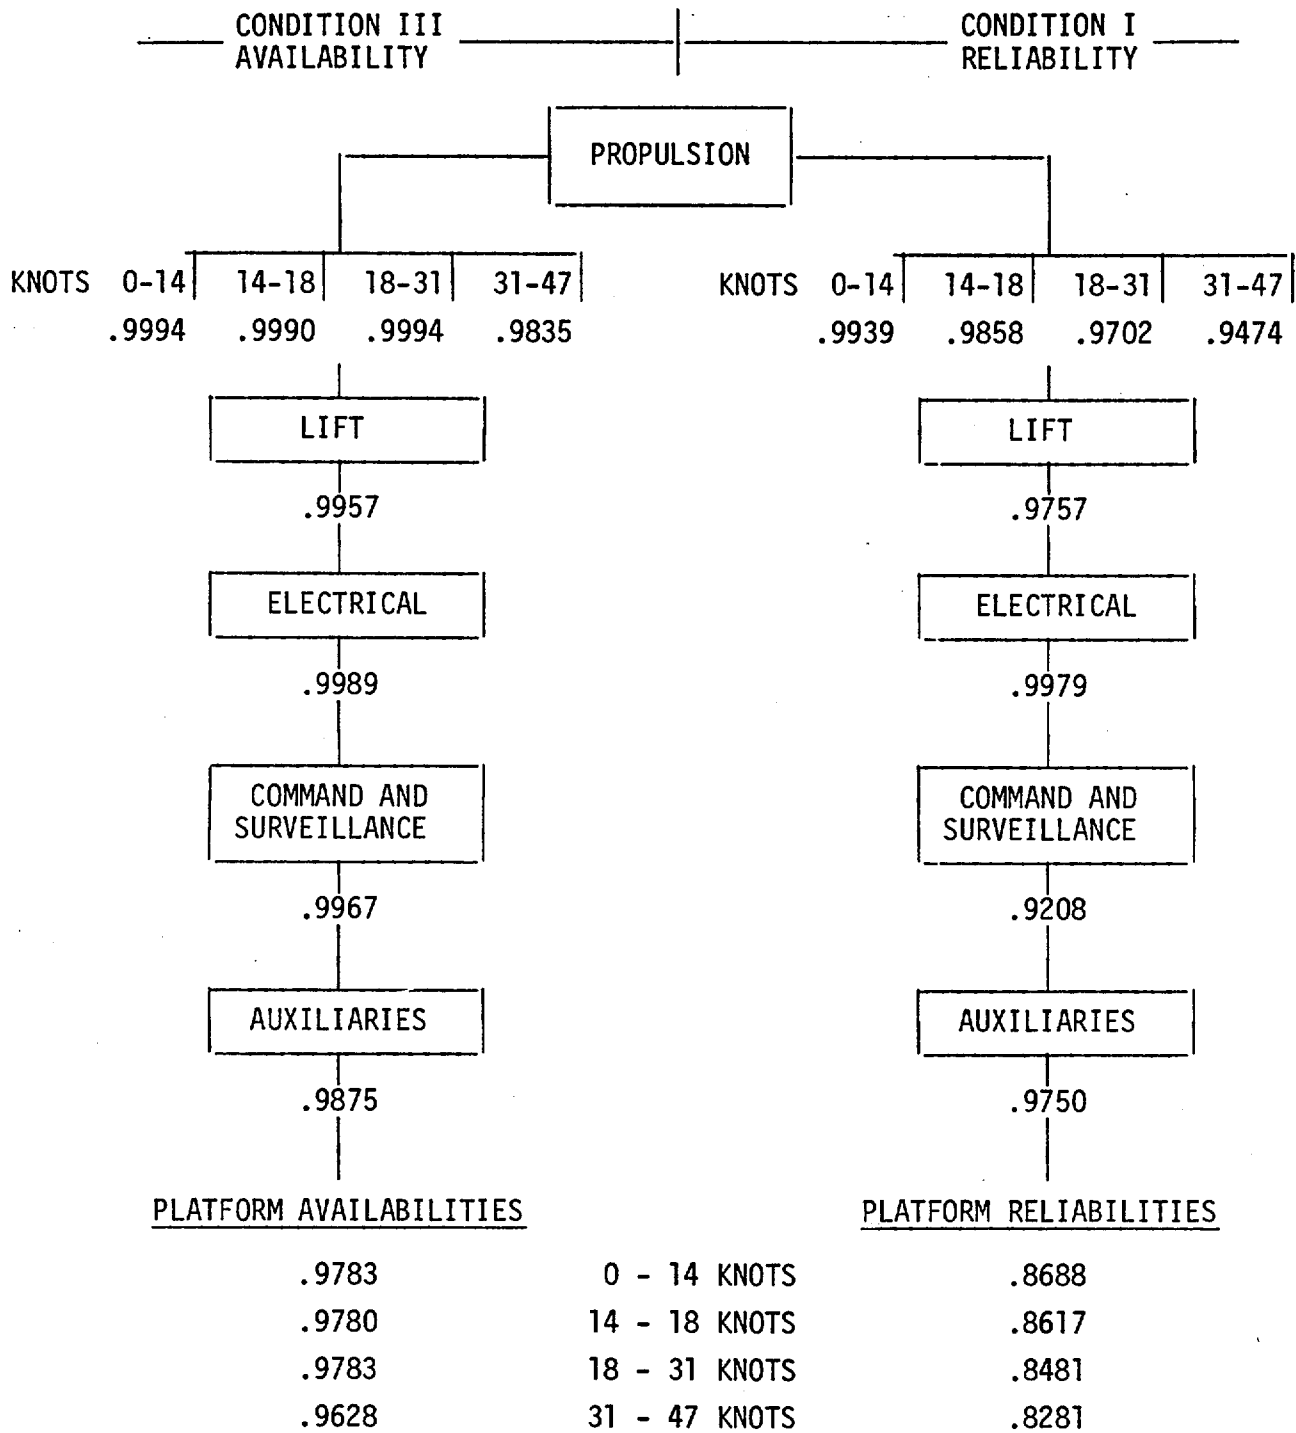 CONDITION III
AVAILABILITY
CONDITION I
RELIABILITY
PROPULSION
KNOTS 0-14 14-18 18-31 31-47
.9994 .9990 .9994 .9835
KNOTS 0-14 14-18 18-31 31-47
.9939 .9858 .9702 .9474
LIFT
.9957
ELECTRICAL
.9989
COMMAND AND
SURVEILLANCE
.9967
AUXILIARIES
.9875
LIFT
.9757
ELECTRICAL
.9979
COMMAND AND
SURVEILLANCE
.9208
AUXILIARIES
.9750
PLATFORM AVAILABILITIES PLATFORM RELIABILITIES
.9783 0 - 14 KNOTS .8688
.9780 14 - 18 KNOTS .8617
.9783 18 - 31 KNOTS .8481
.9628 31 - 47 KNOTS .8281